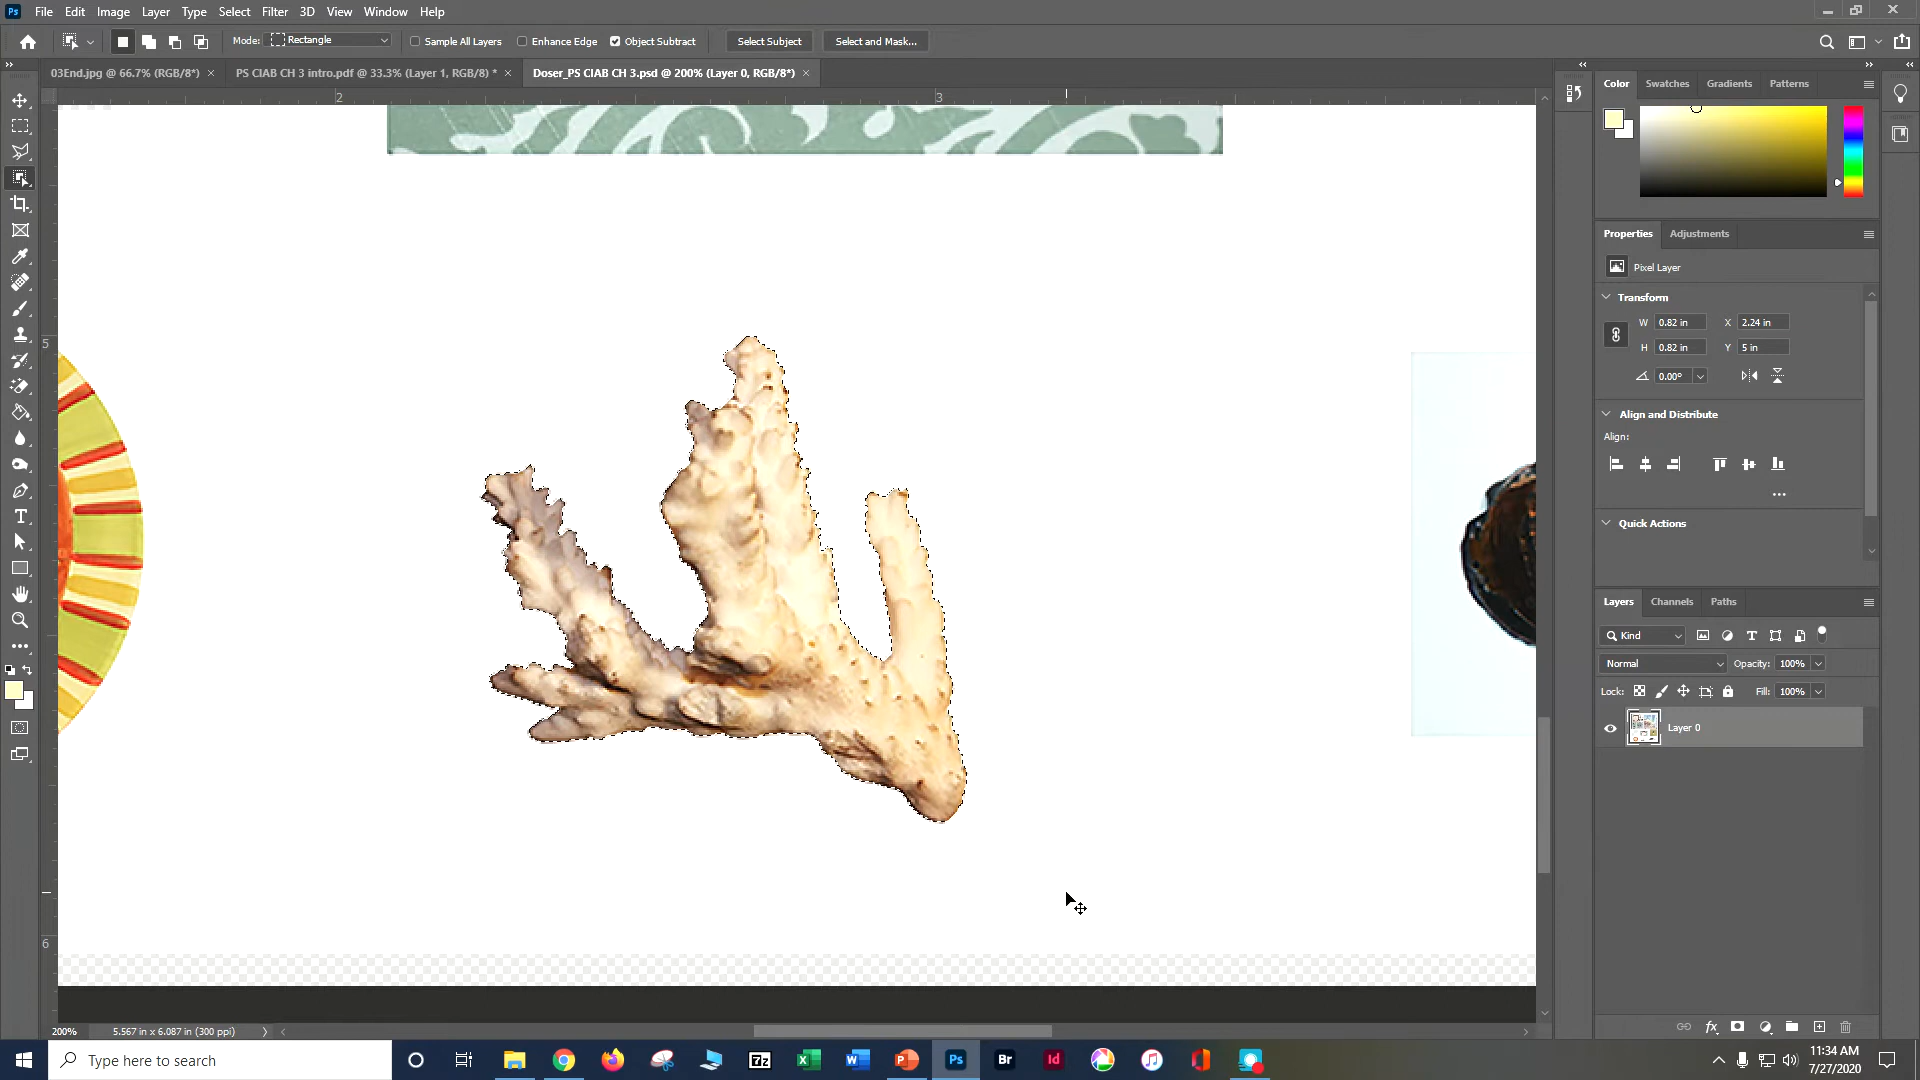 Ps File Edit Image Layer Type Select Filter 3D View Window Help
Mode: Rectangle Sample All Layers Enhance Edge Object Subtract Select Subject Select and Mask...
03End.jpg @ 66.7% (RGB/8*) × PS CIAB CH 3 intro.pdf @ 33.3% (Layer 1, RGB/8) * × Doser_PS CIAB CH 3.psd @ 200% (Layer 0, RGB/8*) ×
Color Swatches Gradients Patterns
2 3
5
6
Properties Adjustments
Pixel Layer
Transform
W 0.82 in X 2.24 in
H 0.82 in Y 5 in
0.00°
Align and Distribute
Align:
Quick Actions
Layers Channels Paths
Kind
Normal Opacity: 100%
Lock: Fill: 100%
Layer 0
fx
200% 5.567 in x 6.087 in (300 ppi)
Type here to search
7z
Ps Br Id
11:34 AM
7/27/2020